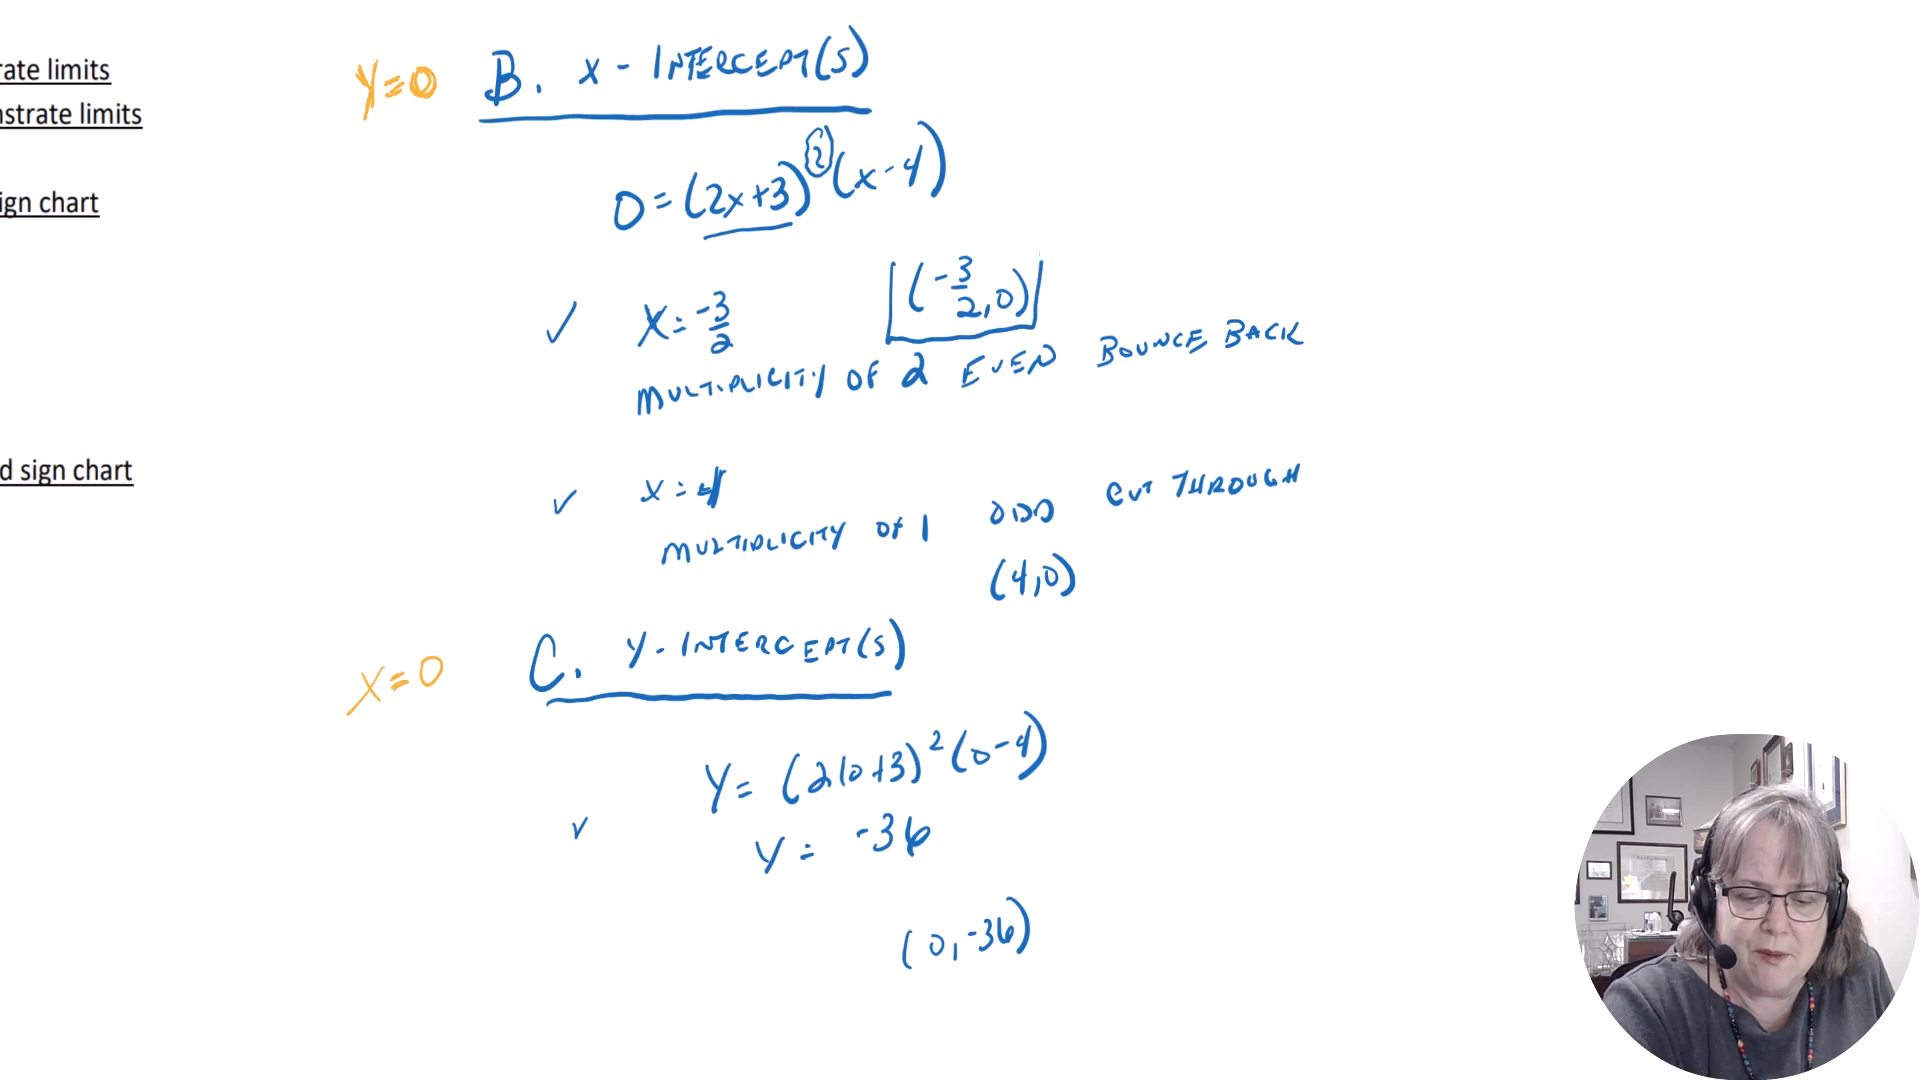 rate limits
nstrate limits
ign chart
d sign chart
Y=0 B. X-INTERCEPT(S)
0=(2x+3)²(x-4)
✓ X=-3/2 (-3/2,0)
MULTIPLICITY OF 2 EVEN BOUNCE BACK
✓ X=4
MULTIPLICITY OF 1 ODD CUT THROUGH
(4,0)
X=0 C. Y-INTERCEPT(S)
Y=(2(0+3)²(0-4)
✓ Y=-36
(0,-36)